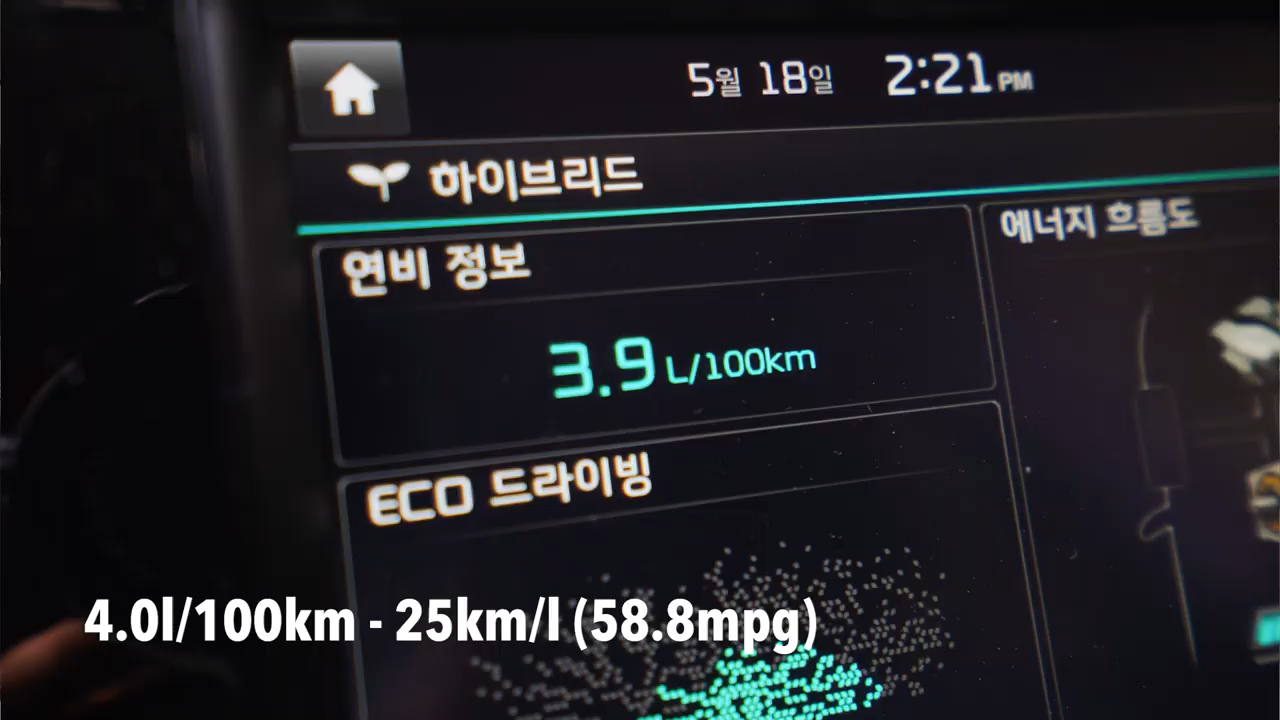 5월 18일 2:21 PM
하이브리드
연비 정보
에너지 흐름도
3.9 L/100km
ECO 드라이빙
4.0l/100km - 25km/l (58.8mpg)